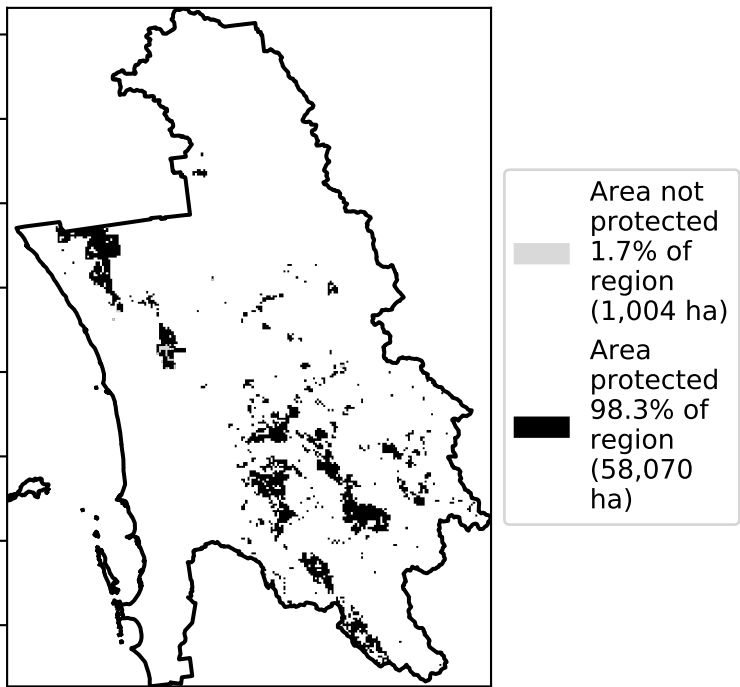 Area not
protected
1.7% of
region
(1,004 ha)
Area
protected
98.3% of
region
(58,070
ha)